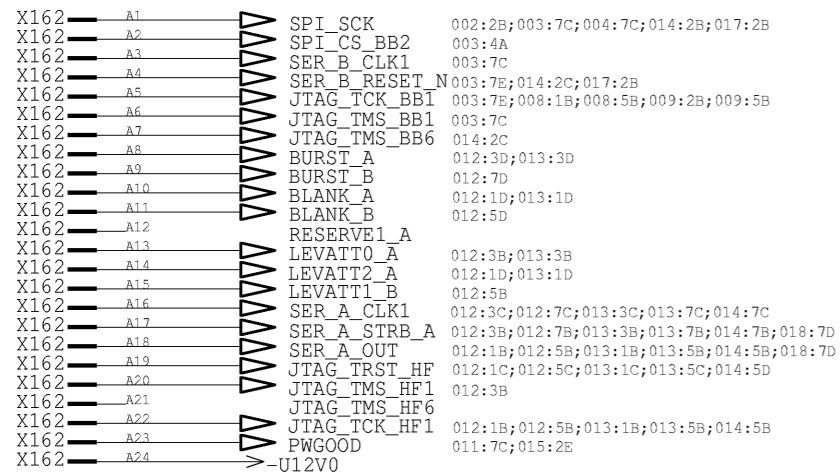 X162 A1 SPI_SCK 002:2B;003:7C;004:7C;014:2B;017:2B
X162 A2 SPI_CS_BB2 003:4A
X162 A3 SER_B_CLK1 003:7C
X162 A4 SER_B_RESET_N 003:7E;014:2C;017:2B
X162 A5 JTAG_TCK_BB1 003:7E;008:1B;008:5B;009:2B;009:5B
X162 A6 JTAG_TMS_BB1 003:7C
X162 A7 JTAG_TMS_BB6 014:2C
X162 A8 BURST_A 012:3D;013:3D
X162 A9 BURST_B 012:7D
X162 A10 BLANK_A 012:1D;013:1D
X162 A11 BLANK_B 012:5D
X162 A12 RESERVE1_A
X162 A13 LEVATT0_A 012:3B;013:3B
X162 A14 LEVATT2_A 012:1D;013:1D
X162 A15 LEVATT1_B 012:5B
X162 A16 SER_A_CLK1 012:3C;012:7C;013:3C;013:7C;014:7C
X162 A17 SER_A_STRB_A 012:3B;012:7B;013:3B;013:7B;014:7B;018:7D
X162 A18 SER_A_OUT 012:1B;012:5B;013:1B;013:5B;014:5B;018:7D
X162 A19 JTAG_TRST_HF 012:1C;012:5C;013:1C;013:5C;014:5D
X162 A20 JTAG_TMS_HF1 012:3B
X162 A21 JTAG_TMS_HF6
X162 A22 JTAG_TCK_HF1 012:1B;012:5B;013:1B;013:5B;014:5B
X162 A23 PWGOOD 011:7C;015:2E
X162 A24 -U12V0